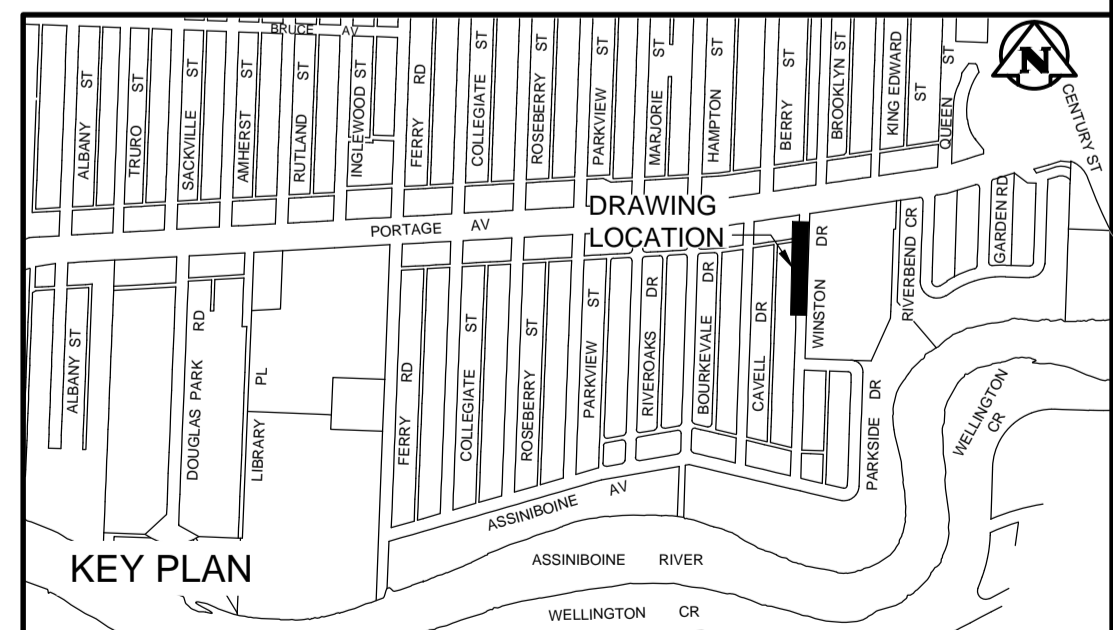 BRUCE AV
ALBANY ST
TRURO ST
SACKVILLE ST
AMHERST ST
RUTLAND ST
INGLEWOOD ST
FERRY RD
COLLEGIATE ST
ROSEBERRY ST
PARKVIEW ST
MARJORIE ST
HAMPTON ST
BERRY ST
BROOKLYN ST
KING EDWARD ST
QUEEN ST
N
CENTURY ST
PORTAGE AV
DRAWING
LOCATION
ALBANY ST
DOUGLAS PARK RD
LIBRARY PL
FERRY RD
COLLEGIATE ST
ROSEBERRY ST
PARKVIEW ST
RIVEROAKS DR
BOURKEVALE DR
CAVELL DR
WINSTON DR
RIVERBEND CR
GARDEN RD
PARKSIDE DR
WELLINGTON CR
ASSINIBOINE AV
ASSINIBOINE RIVER
WELLINGTON CR
KEY PLAN